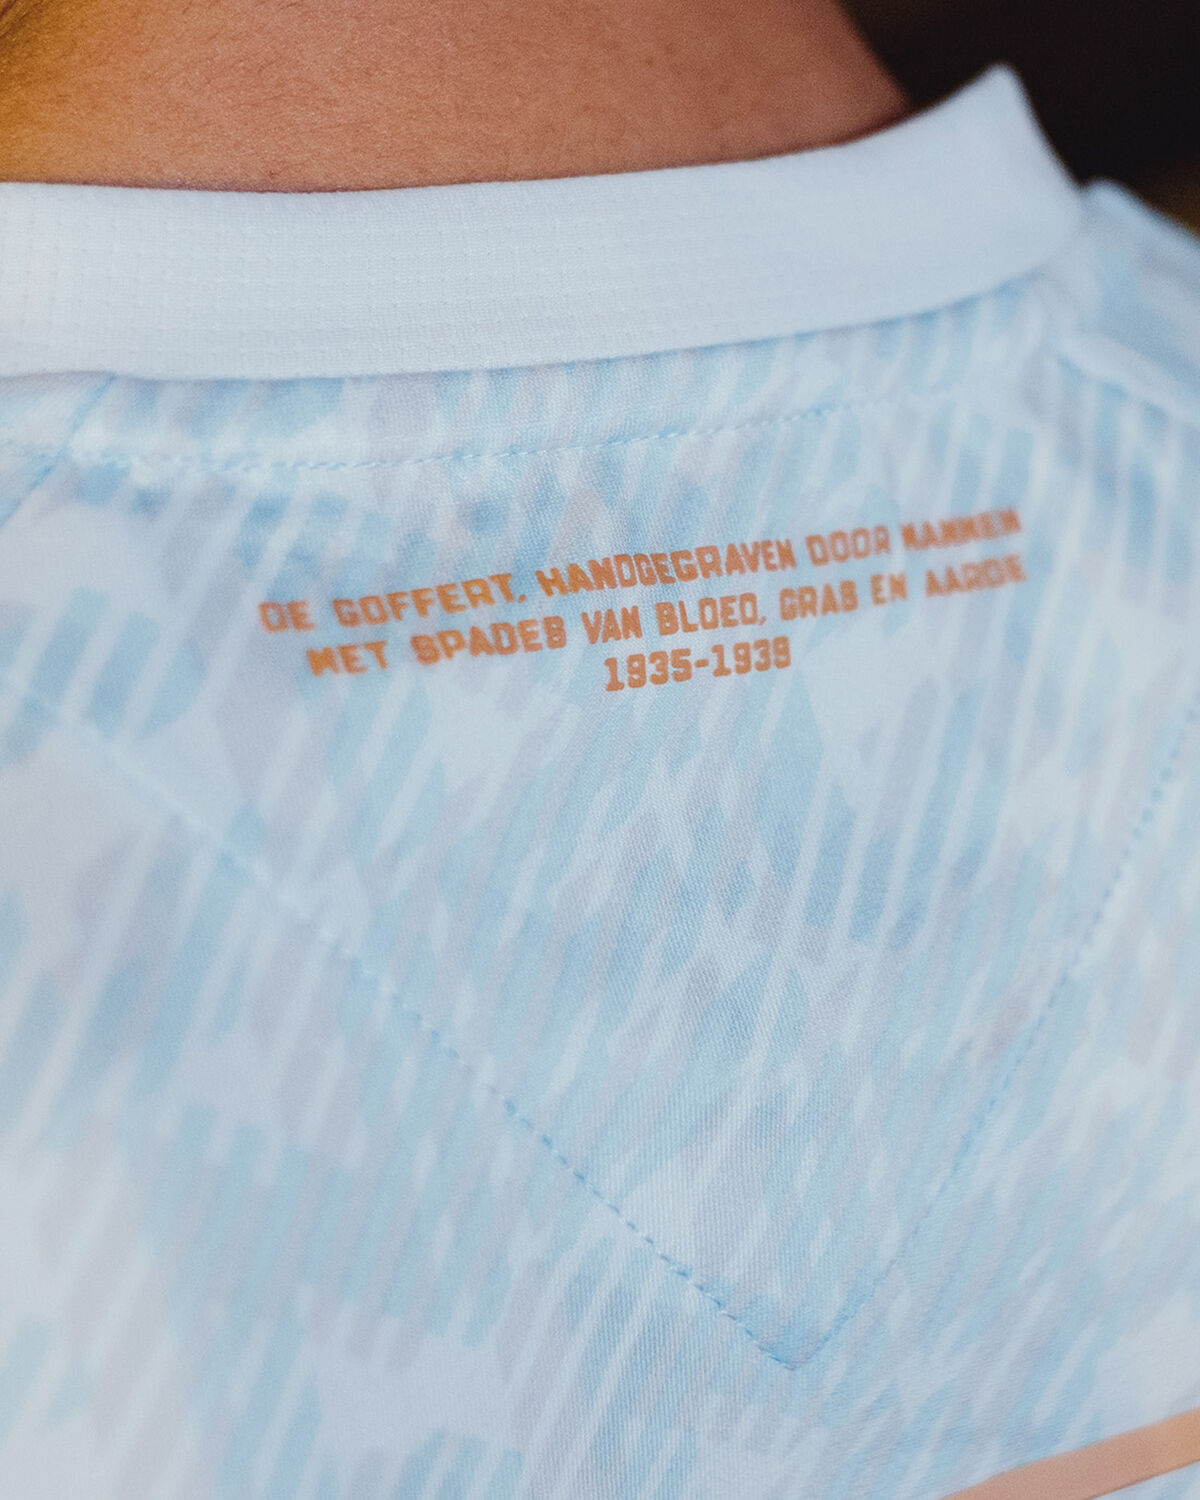 DE GOFFERT, HANDGEGRAVEN DOOR MANNEN
MET SPADES VAN BLOED, GRAS EN AARDE
1935-1939